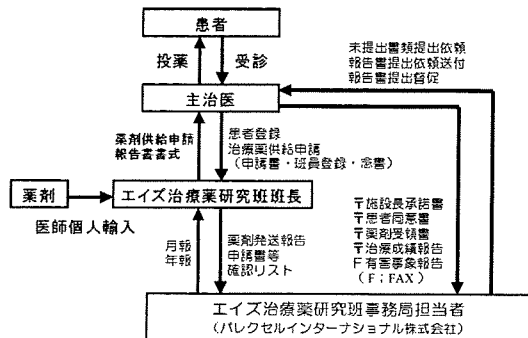 患者
投薬
受診
未提出書類提出依頼
報告書提出依頼送付
報告書提出督促
主治医
薬剤供給申請
報告書書式
患者登録
治療薬供給申請
(申請書・班員登録・念書)
薬剤
エイズ治療薬研究班班長
医師個人輸入
〒施設長承諾書
〒患者同意書
〒薬剤受領書
〒治療成績報告
F有害事象報告
(F;FAX)
月報
年報
薬剤発送報告
申請書等
確認リスト
エイズ治療薬研究班事務局担当者
(パレクセルインターナショナル株式会社)